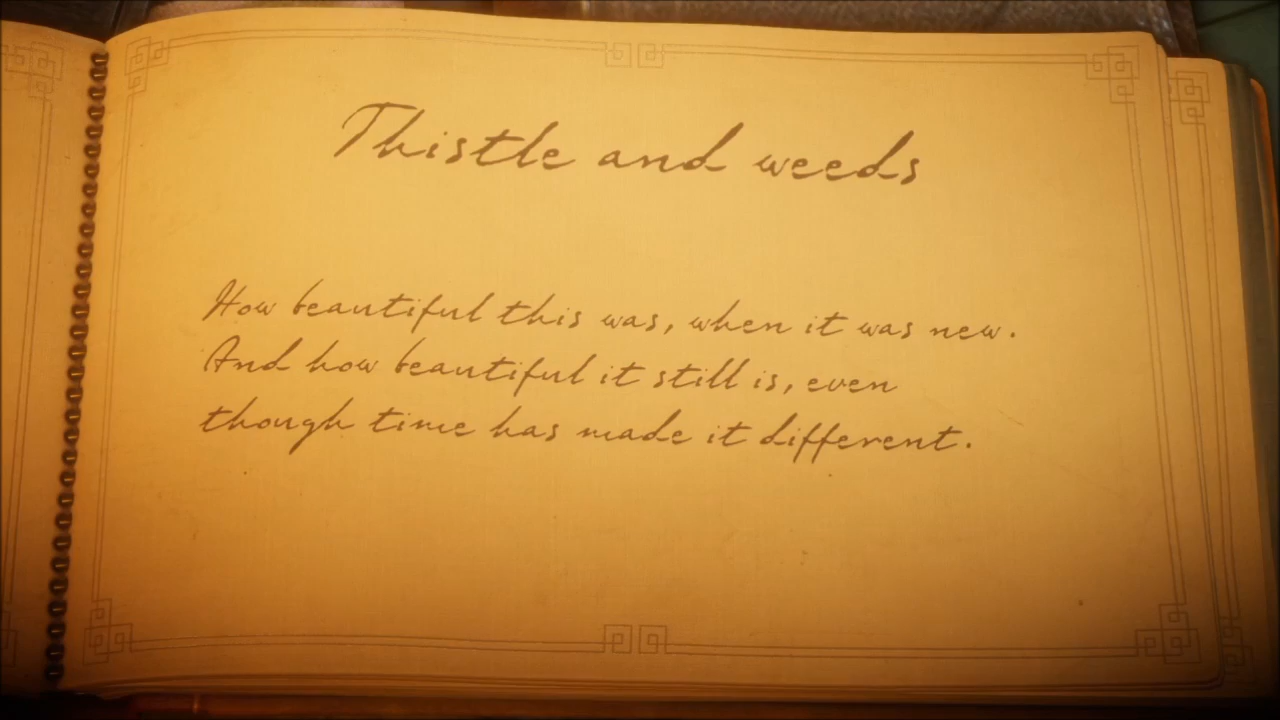 Thistle and weeds
How beautiful this was, when it was new.
And how beautiful it still is, even
though time has made it different.